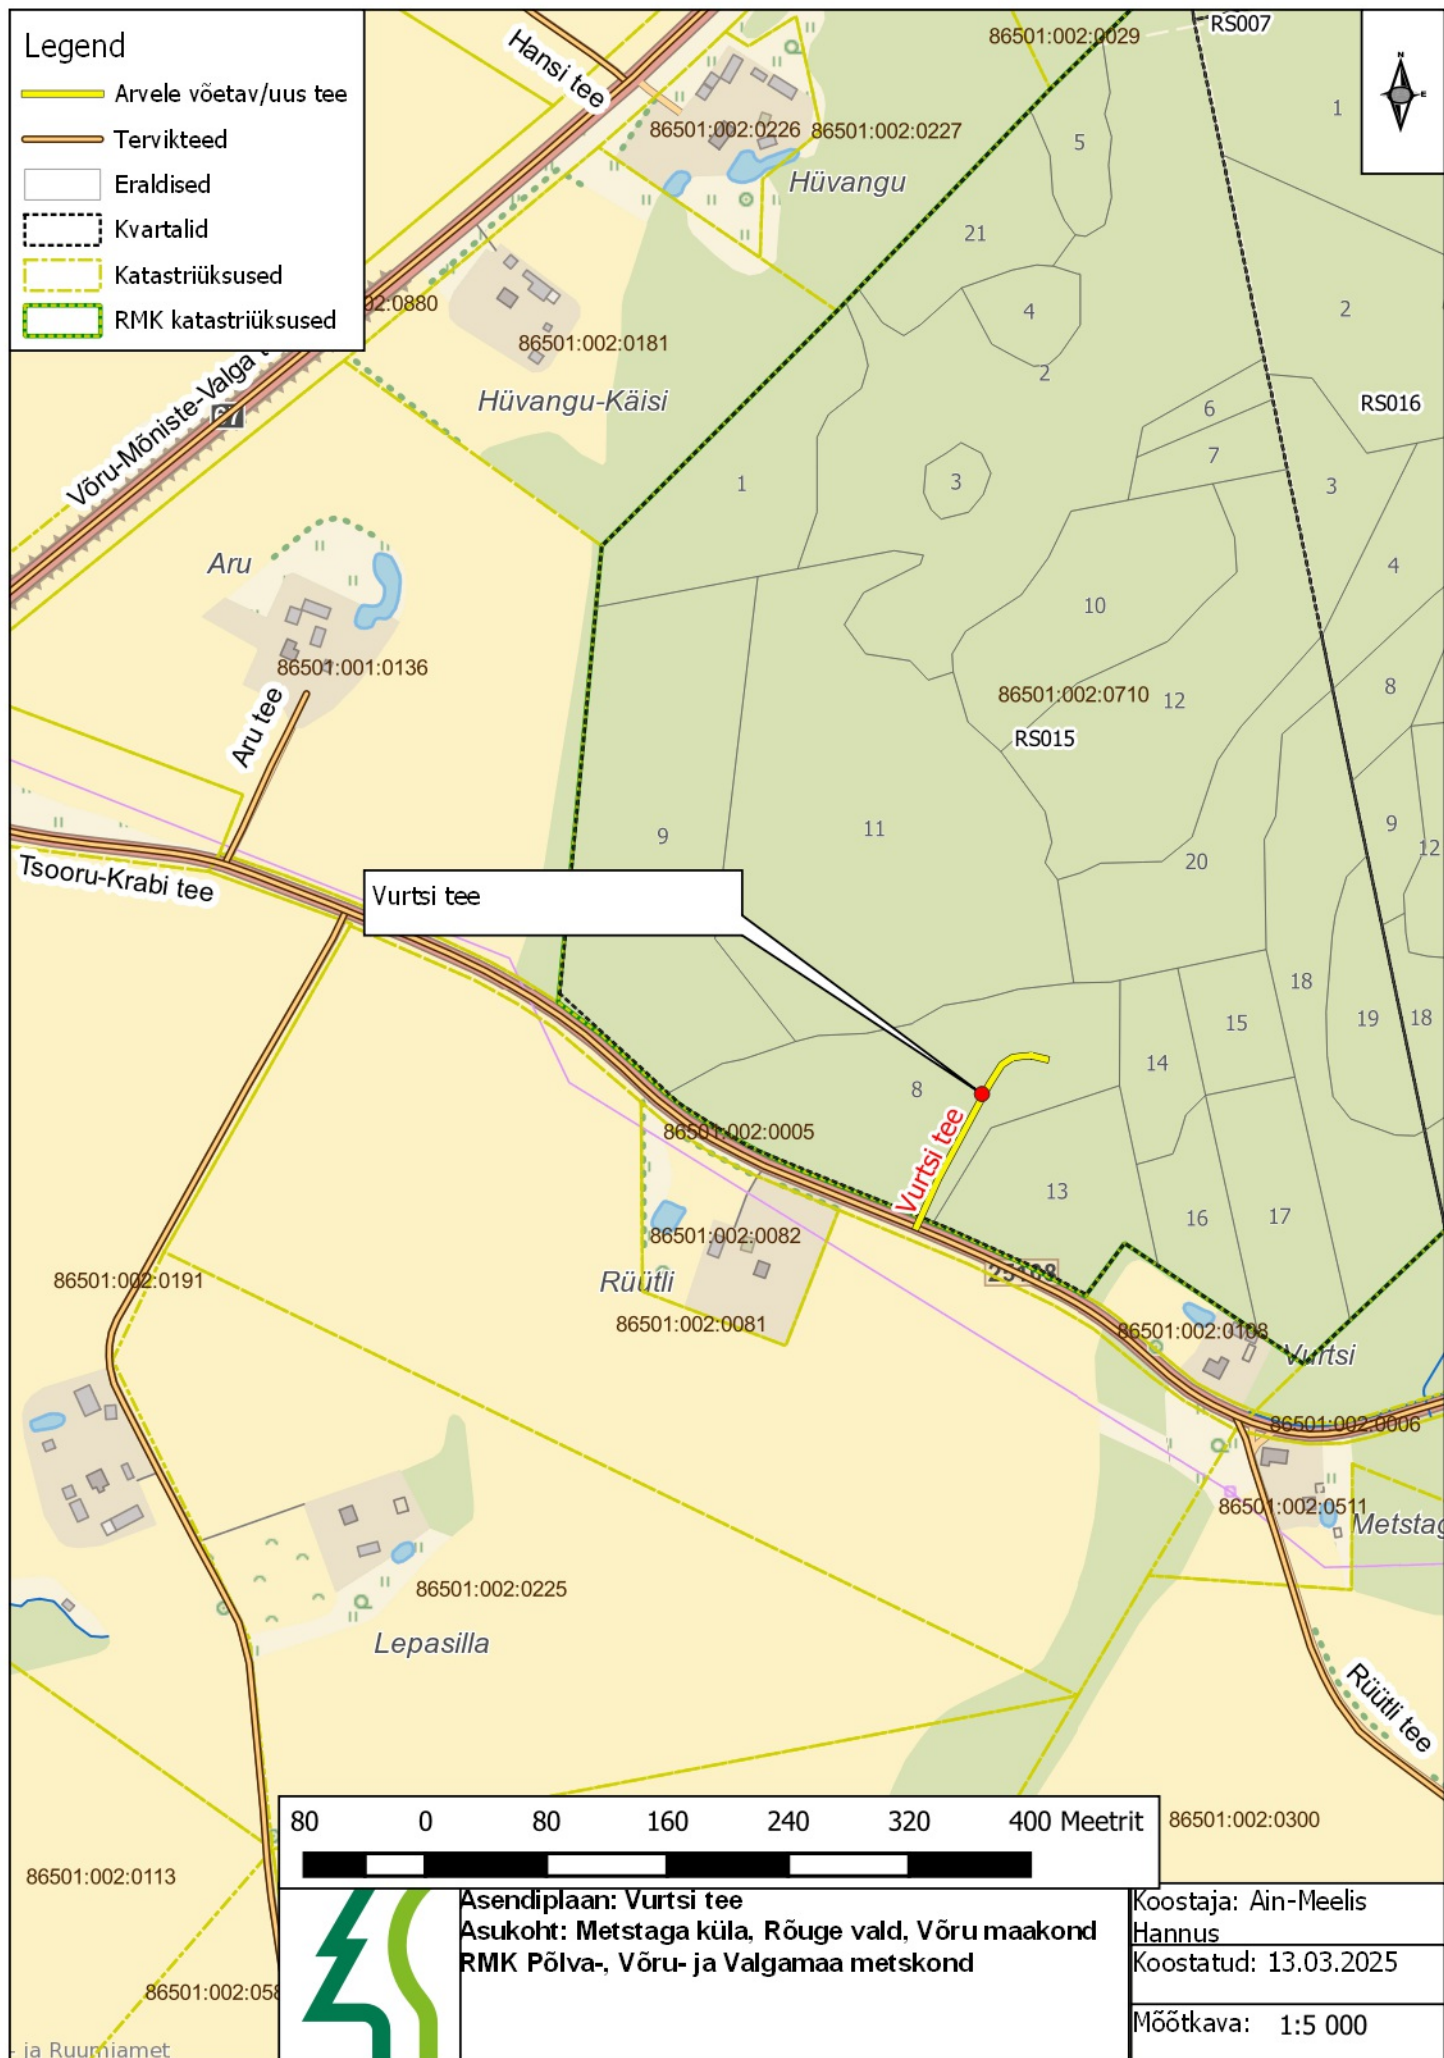 Legend
Arvele võetav/uus tee
Tervikteed
Eraldised
Kvartalid
Katastriüksused
RMK katastriüksused
Hansi tee
86501:002:0029
RS007
N
E
1
5
86501:002:0226
86501:002:0227
Hüvangu
21
02:0880
4
2
86501:002:0181
2
Hüvangu-Käisi
6
RS016
67
Võru-Mõniste-Valga
7
1
3
3
Aru
4
10
86501:001:0136
8
86501:002:0710
12
Aru tee
RS015
9
11
9
12
20
Tsooru-Krabi tee
Vurtsi tee
18
15
19
18
14
8
86501:002:0005
Vurtsi tee
13
16
17
86501:002:0082
86501:002:0191
Rüütli
25168
86501:002:0081
86501:002:0108
Vurtsi
86501:002:0006
86501:002:0511
Metstag
86501:002:0225
Lepasilla
Rüütli tee
80 0 80 160 240 320 400 Meetrit
86501:002:0300
86501:002:0113
86501:002:058
Asendiplaan: Vurtsi tee
Asukoht: Metstaga küla, Rõuge vald, Võru maakond
RMK Põlva-, Võru- ja Valgamaa metskond
Koostaja: Ain-Meelis
Hannus
Koostatud: 13.03.2025
Mõõtkava: 1:5 000
- ja Ruumiamet